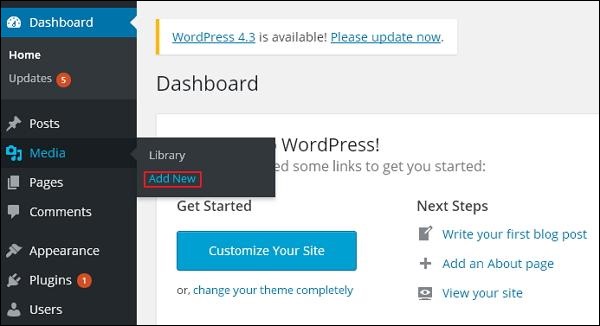 Dashboard
Home
Updates 5
Posts
Media
Pages
Comments
Appearance
Plugins 1
Users
Library
Add New
WordPress 4.3 is available! Please update now.
Dashboard
o WordPress!
ed some links to get you started:
Get Started
Customize Your Site
or, change your theme completely
Next Steps
Write your first blog post
Add an About page
View your site